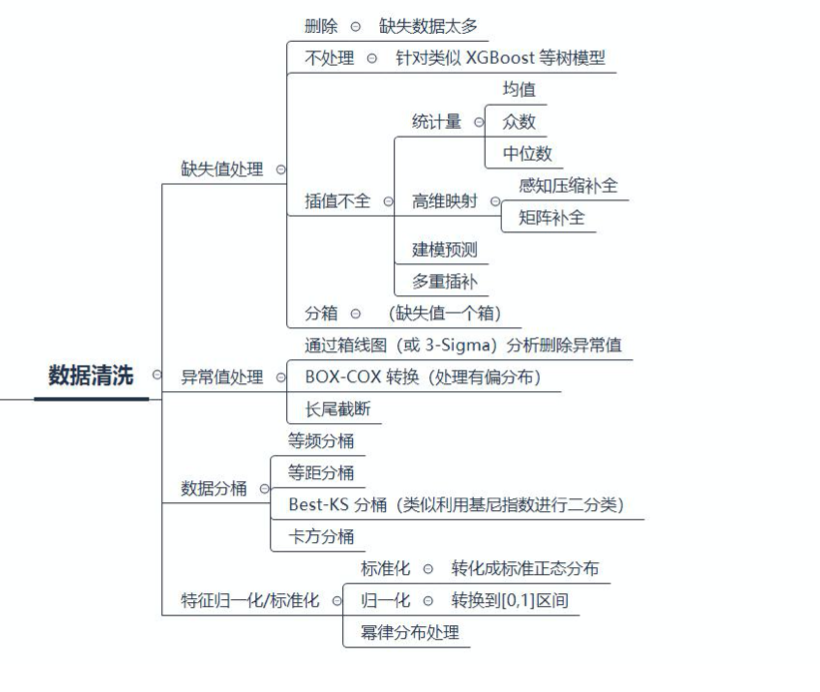 删除 缺失数据太多
不处理 针对类似 XGBoost 等树模型
均值
统计量 众数
中位数
缺失值处理
感知压缩补全
插值不全 高维映射
矩阵补全
建模预测
多重插补
分箱 （缺失值一个箱）
通过箱线图（或 3-Sigma）分析删除异常值
数据清洗 异常值处理 BOX-COX 转换（处理有偏分布）
长尾截断
等频分桶
等距分桶
数据分桶
Best-KS 分桶（类似利用基尼指数进行二分类）
卡方分桶
标准化 转化成标准正态分布
特征归一化/标准化 归一化 转换到[0,1]区间
幂律分布处理